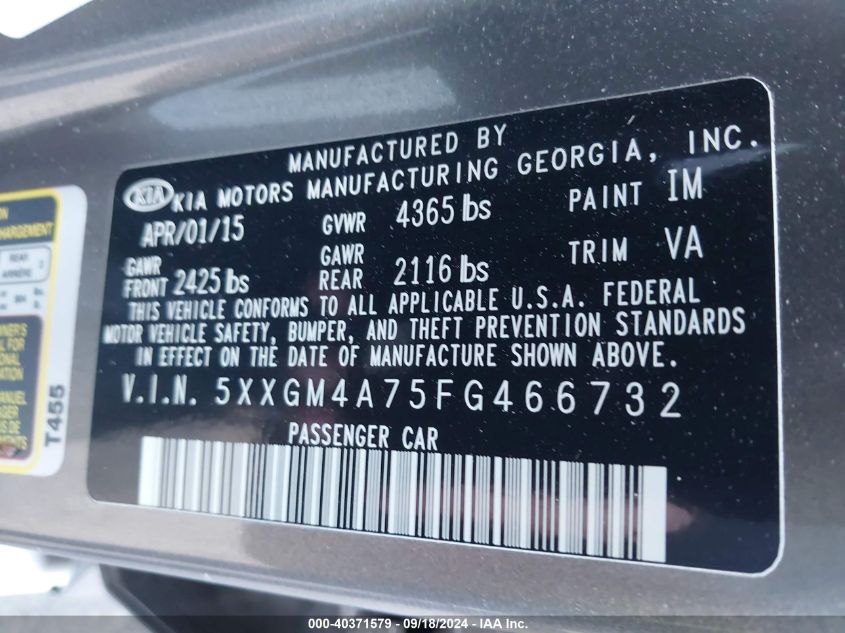 MANUFACTURED BY
KIA KIA MOTORS MANUFACTURING GEORGIA, INC.
APR/01/15 GVWR 4365 lbs PAINT IM
GAWR FRONT 2425 lbs GAWR REAR 2116 lbs TRIM VA
THIS VEHICLE CONFORMS TO ALL APPLICABLE U.S.A. FEDERAL
MOTOR VEHICLE SAFETY, BUMPER, AND THEFT PREVENTION STANDARDS
IN EFFECT ON THE DATE OF MANUFACTURE SHOWN ABOVE.
V.I.N. 5XXGM4A75FG466732
PASSENGER CAR
REAR
ARRIÈRE
T455
000-40371579 - 09/18/2024 - IAA Inc.